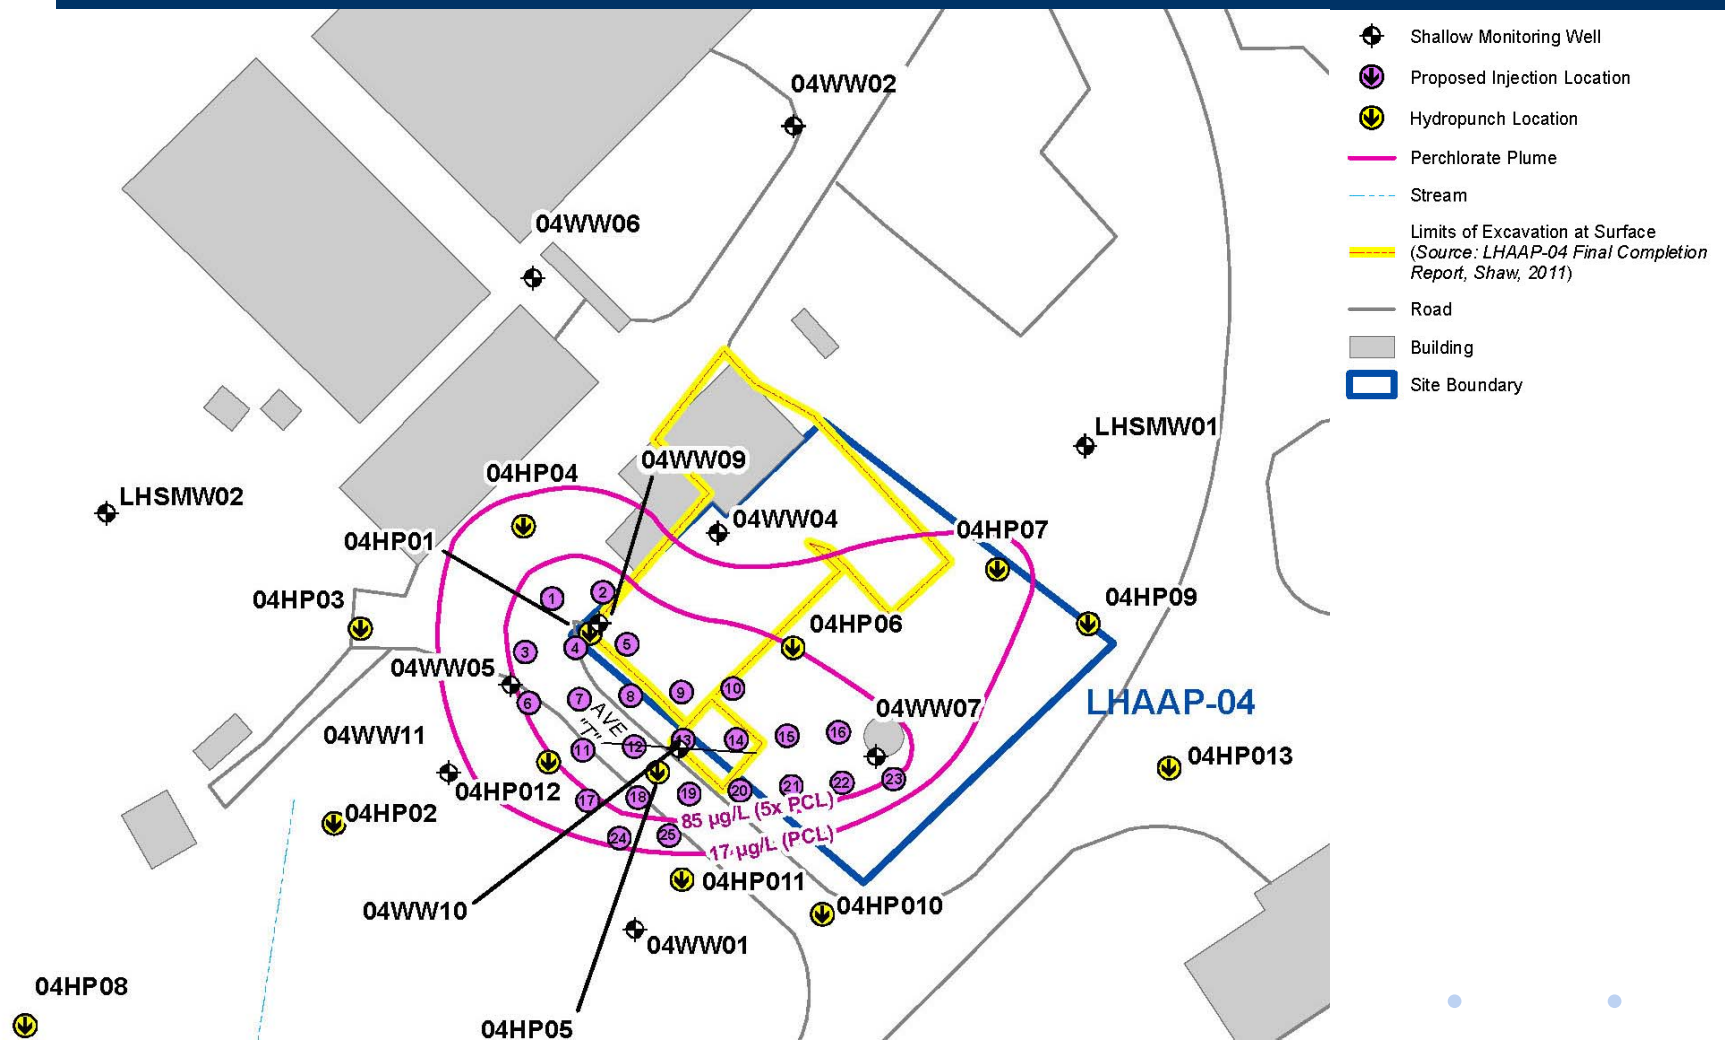 Shallow Monitoring Well
Proposed Injection Location
Hydropunch Location
Perchlorate Plume
Stream
Limits of Excavation at Surface
(Source: LHAAP-04 Final Completion
Report, Shaw, 2011)
Road
Building
Site Boundary
04WW02
04WW06
LHSMW01
04WW09
04HP04
LHSMW02
04WW04
04HP07
04HP01
04HP03
04HP09
04HP06
1
2
3
4
5
04WW05
6
7
8
9
10
LHAAP-04
04WW07
AVE
"T"
04WW11
11
12
13
14
15
16
04HP013
04HP012
04HP02
17
18
19
20
21
22
23
85 µg/L (5x PCL)
24
25
17 µg/L (PCL)
04HP011
04WW10
04HP010
04WW01
04HP08
04HP05